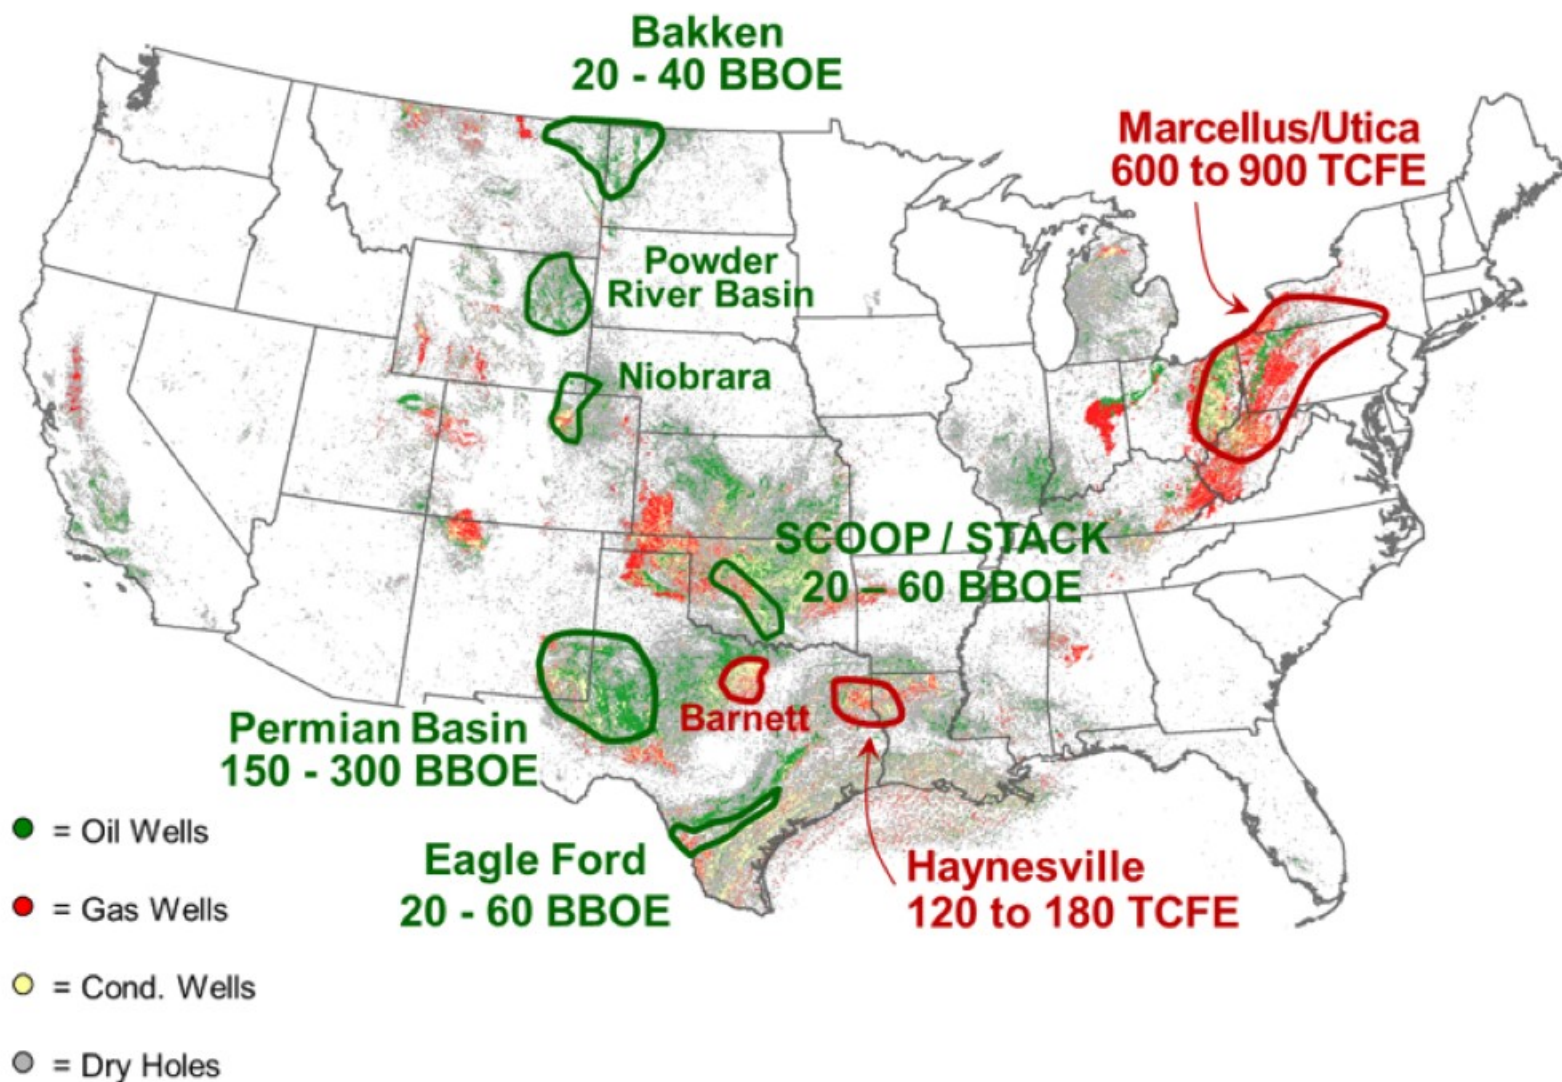 Bakken
20 - 40 BBOE
Marcellus/Utica
600 to 900 TCFE
Powder
River Basin
Niobrara
SCOOP / STACK
20 – 60 BBOE
Barnett
Permian Basin
150 - 300 BBOE
Eagle Ford
20 - 60 BBOE
Haynesville
120 to 180 TCFE
= Oil Wells
= Gas Wells
= Cond. Wells
= Dry Holes